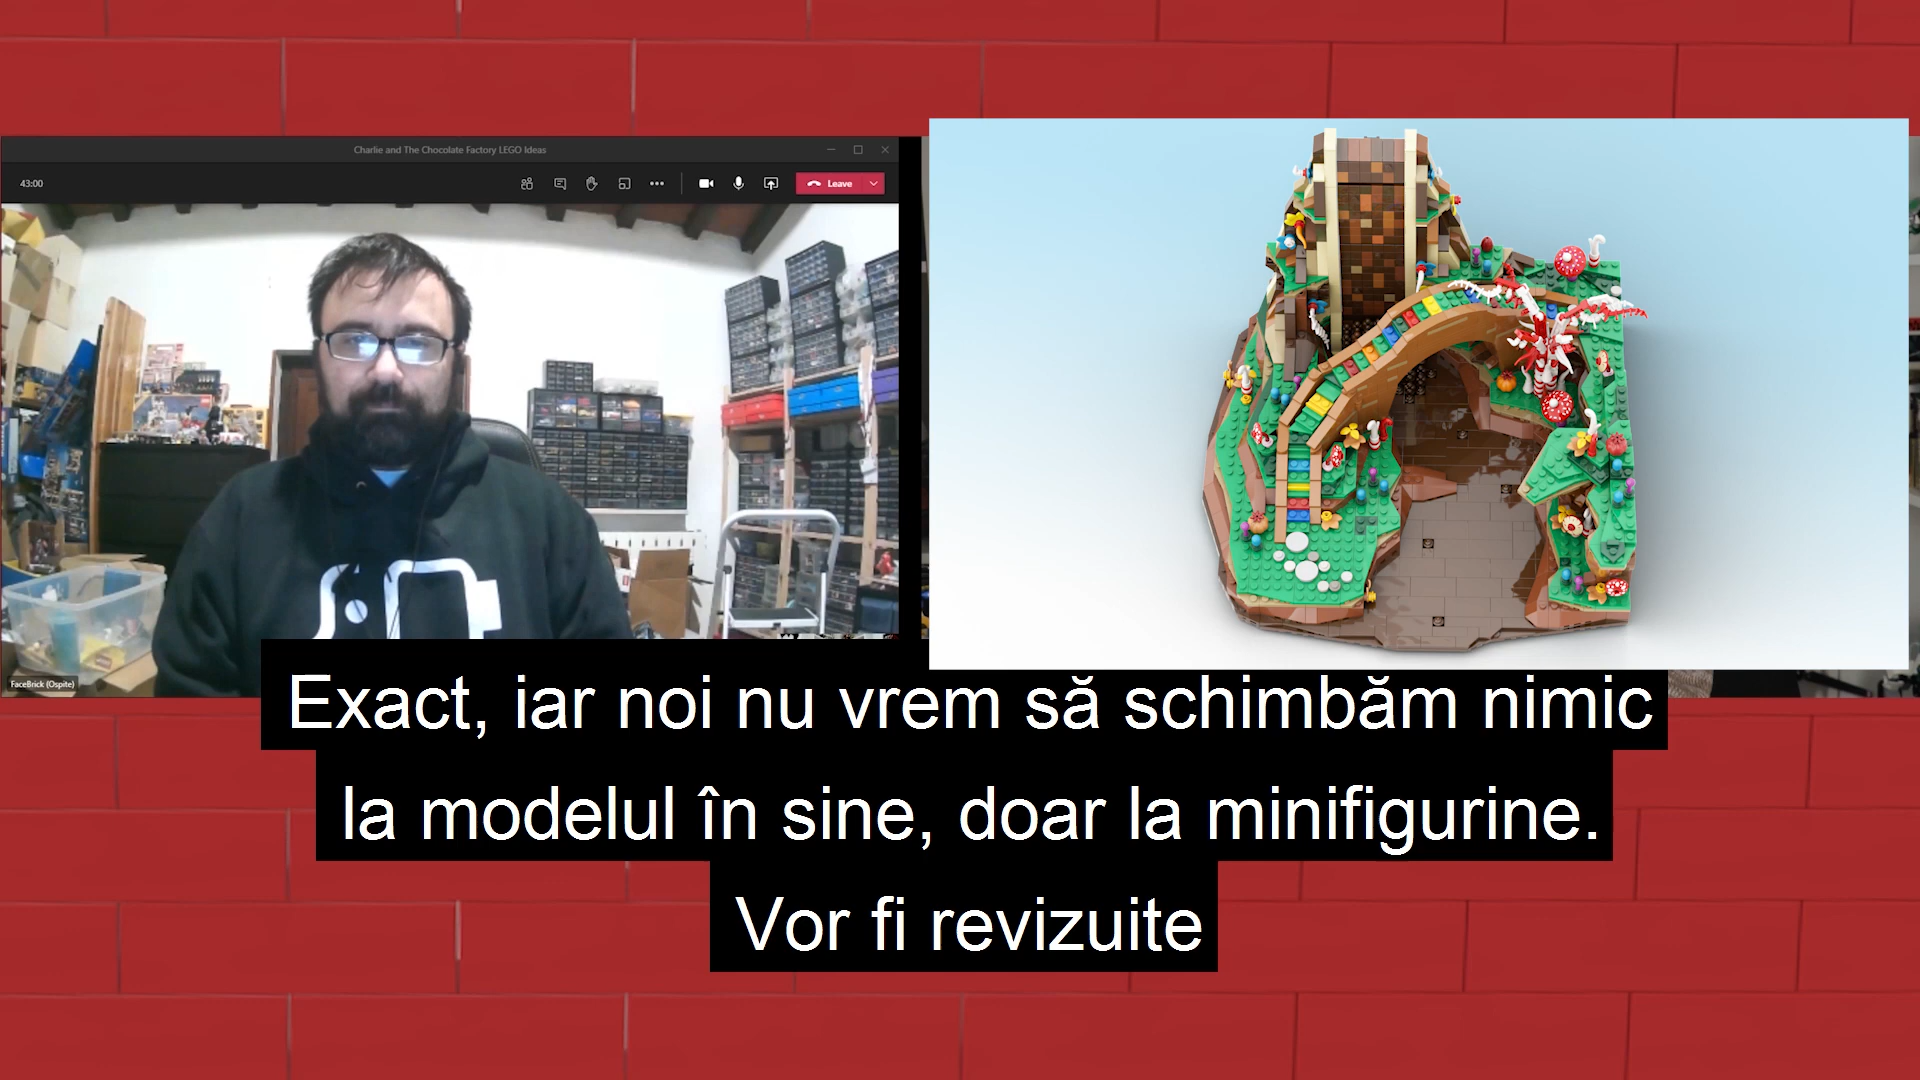 Charlie and The Chocolate Factory LEGO Ideas
43:00
Leave
FaceBrick (Ospite)
Exact, iar noi nu vrem să schimbăm nimic
la modelul în sine, doar la minifigurine.
Vor fi revizuite